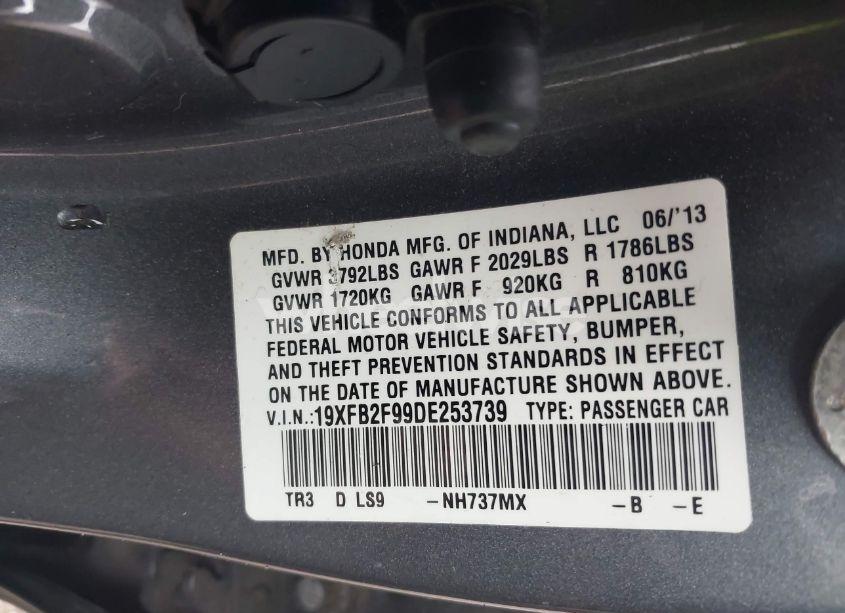 MFD. BY HONDA MFG. OF INDIANA, LLC 06/'13
GVWR 3792LBS GAWR F 2029LBS R 1786LBS
GVWR 1720KG GAWR F 920KG R 810KG
THIS VEHICLE CONFORMS TO ALL APPLICABLE
FEDERAL MOTOR VEHICLE SAFETY, BUMPER,
AND THEFT PREVENTION STANDARDS IN EFFECT
ON THE DATE OF MANUFACTURE SHOWN ABOVE.
V.I.N.:19XFB2F99DE253739 TYPE: PASSENGER CAR
TR3 D LS9 -NH737MX -B -E